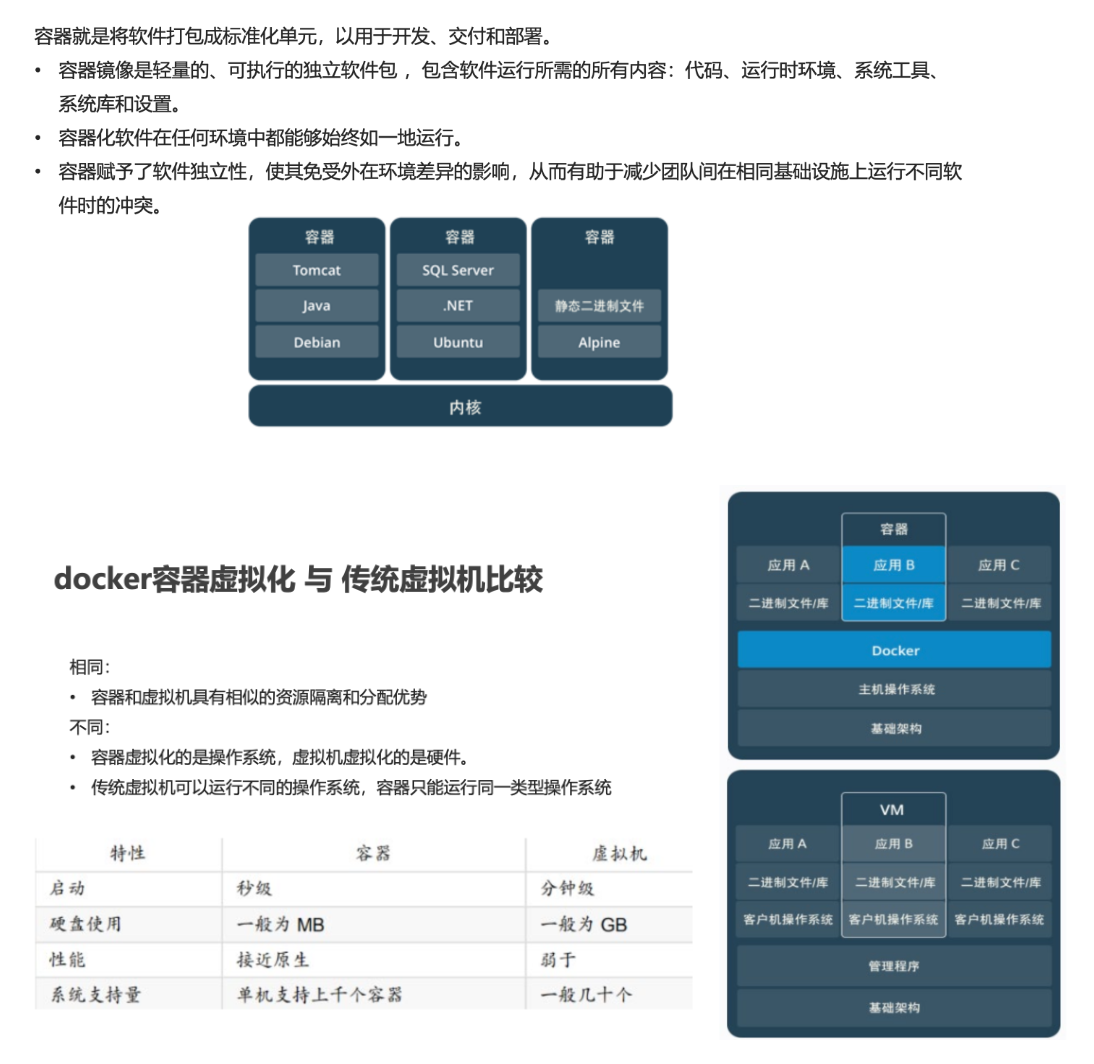 容器就是将软件打包成标准化单元，以用于开发、交付和部署。
• 容器镜像是轻量的、可执行的独立软件包 ，包含软件运行所需的所有内容：代码、运行时环境、系统工具、
系统库和设置。
• 容器化软件在任何环境中都能够始终如一地运行。
• 容器赋予了软件独立性，使其免受外在环境差异的影响，从而有助于减少团队间在相同基础设施上运行不同软
件时的冲突。
容器 容器 容器
Tomcat SQL Server
Java .NET 静态二进制文件
Debian Ubuntu Alpine
内核
docker容器虚拟化 与 传统虚拟机比较
相同：
• 容器和虚拟机具有相似的资源隔离和分配优势
不同：
• 容器虚拟化的是操作系统，虚拟机虚拟化的是硬件。
• 传统虚拟机可以运行不同的操作系统，容器只能运行同一类型操作系统
特性 容器 虚拟机
启动 秒级 分钟级
硬盘使用 一般为 MB 一般为 GB
性能 接近原生 弱于
系统支持量 单机支持上千个容器 一般几十个
容器
应用 A 应用 B 应用 C
二进制文件/库 二进制文件/库 二进制文件/库
Docker
主机操作系统
基础架构
VM
应用 A 应用 B 应用 C
二进制文件/库 二进制文件/库 二进制文件/库
客户机操作系统 客户机操作系统 客户机操作系统
管理程序
基础架构